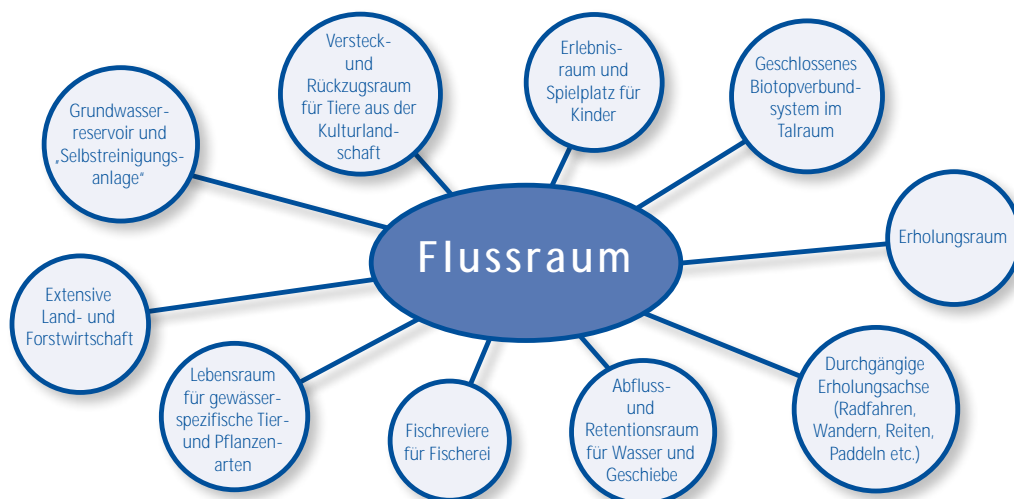 Grundwasser-
reservoir und
„Selbstreinigungs-
anlage“
Versteck-
und
Rückzugsraum
für Tiere aus der
Kulturland-
schaft
Erlebnis-
raum und
Spielplatz für
Kinder
Geschlossenes
Biotopverbund-
system im
Talraum
Flussraum
Erholungsraum
Extensive
Land- und
Forstwirtschaft
Lebensraum
für gewässer-
spezifische Tier-
und Pflanzen-
arten
Fischreviere
für Fischerei
Abfluss-
und
Retentionsraum
für Wasser und
Geschiebe
Durchgängige
Erholungsachse
(Radfahren,
Wandern, Reiten,
Paddeln etc.)